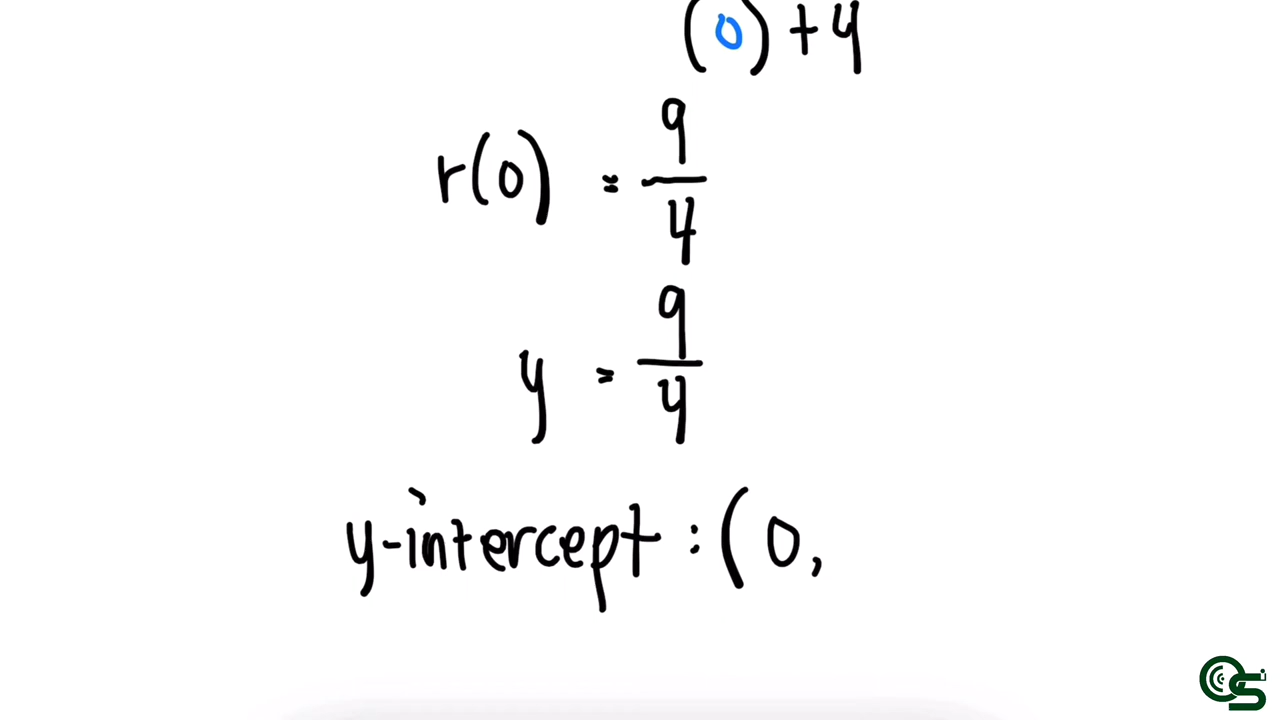 (0) + 4
r(0) = 9/4
y = 9/4
y-intercept : (0,